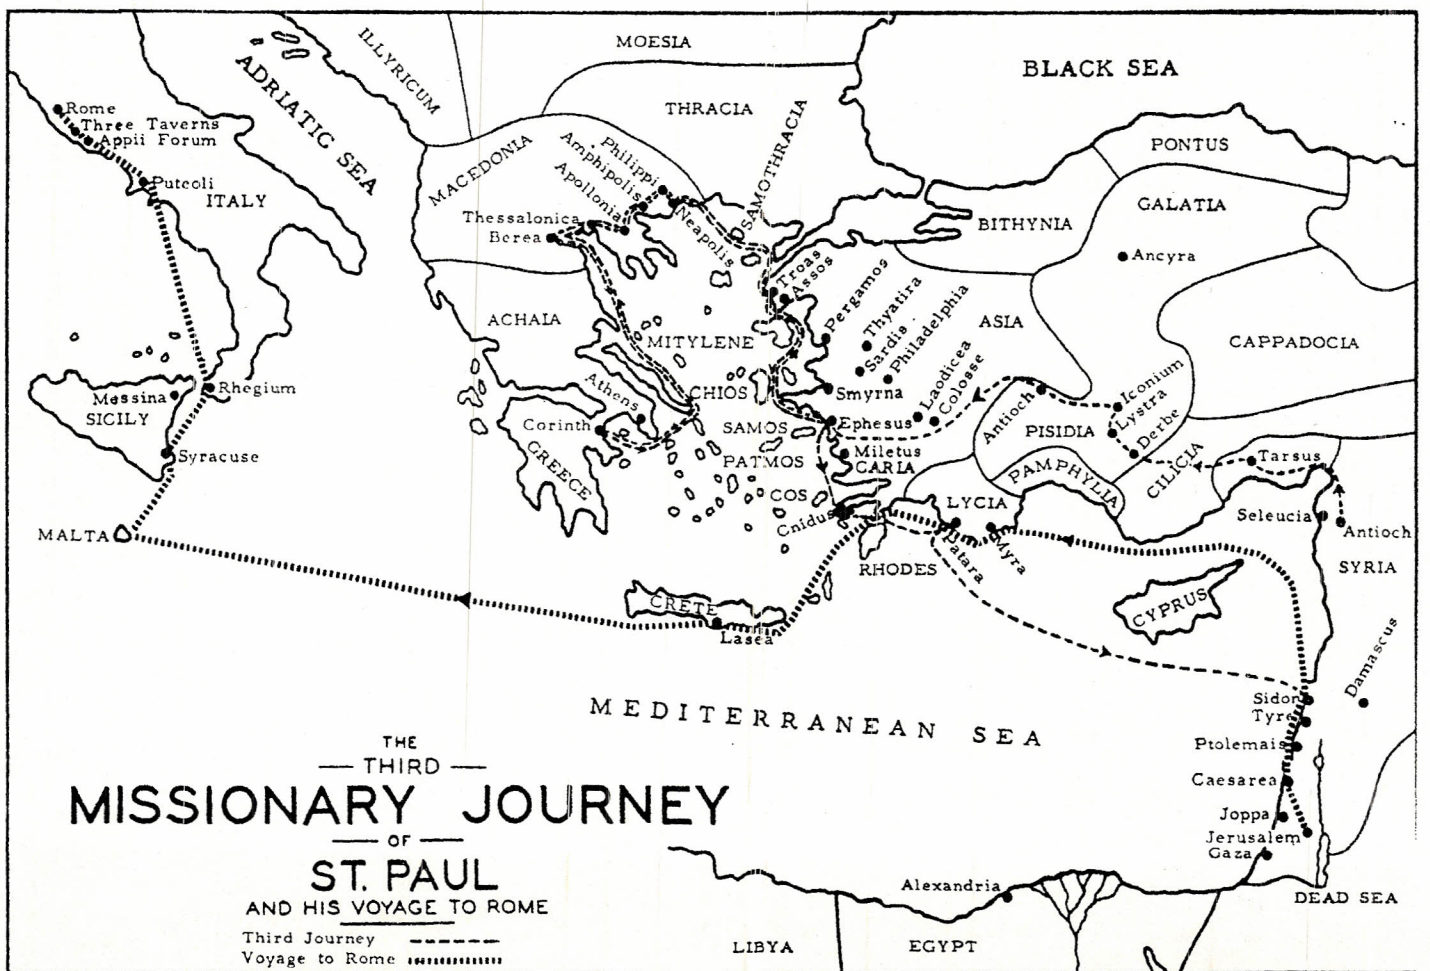 MOESIA
ILLYRICUM
ADRIATIC SEA
BLACK SEA
THRACIA
Rome
Three Taverns
Appii Forum
Puteoli
ITALY
MACEDONIA
Philippi
Amphipolis
Apollonia
Neapolis
SAMOTHRACIA
Thessalonica
Berea
PONTUS
GALATIA
BITHYNIA
Ancyra
Troas
Assos
Pergamos
Thyatira
Sardis
Philadelphia
ASIA
ACHAIA
MITYLENE
CAPPADOCIA
Laodicea
Colosse
CHIOS
Smyrna
Athens
Corinth
GREECE
SAMOS
Ephesus
PATMOS
Miletus
CARIA
Antioch
Iconium
Lystra
Derbe
PISIDIA
PAMPHYLIA
CILICIA
Tarsus
Rhegium
Messina
SICILY
Syracuse
MALTA
COS
Cnidus
LYCIA
Patara
Myra
RHODES
Seleucia
Antioch
SYRIA
CRETE
Lasea
CYPRUS
Damascus
MEDITERRANEAN SEA
Sidon
Tyre
Ptolemais
Caesarea
Joppa
Jerusalem
Gaza
DEAD SEA
Alexandria
LIBYA
EGYPT
THE
THIRD
MISSIONARY JOURNEY
OF
ST. PAUL
AND HIS VOYAGE TO ROME
Third Journey
Voyage to Rome